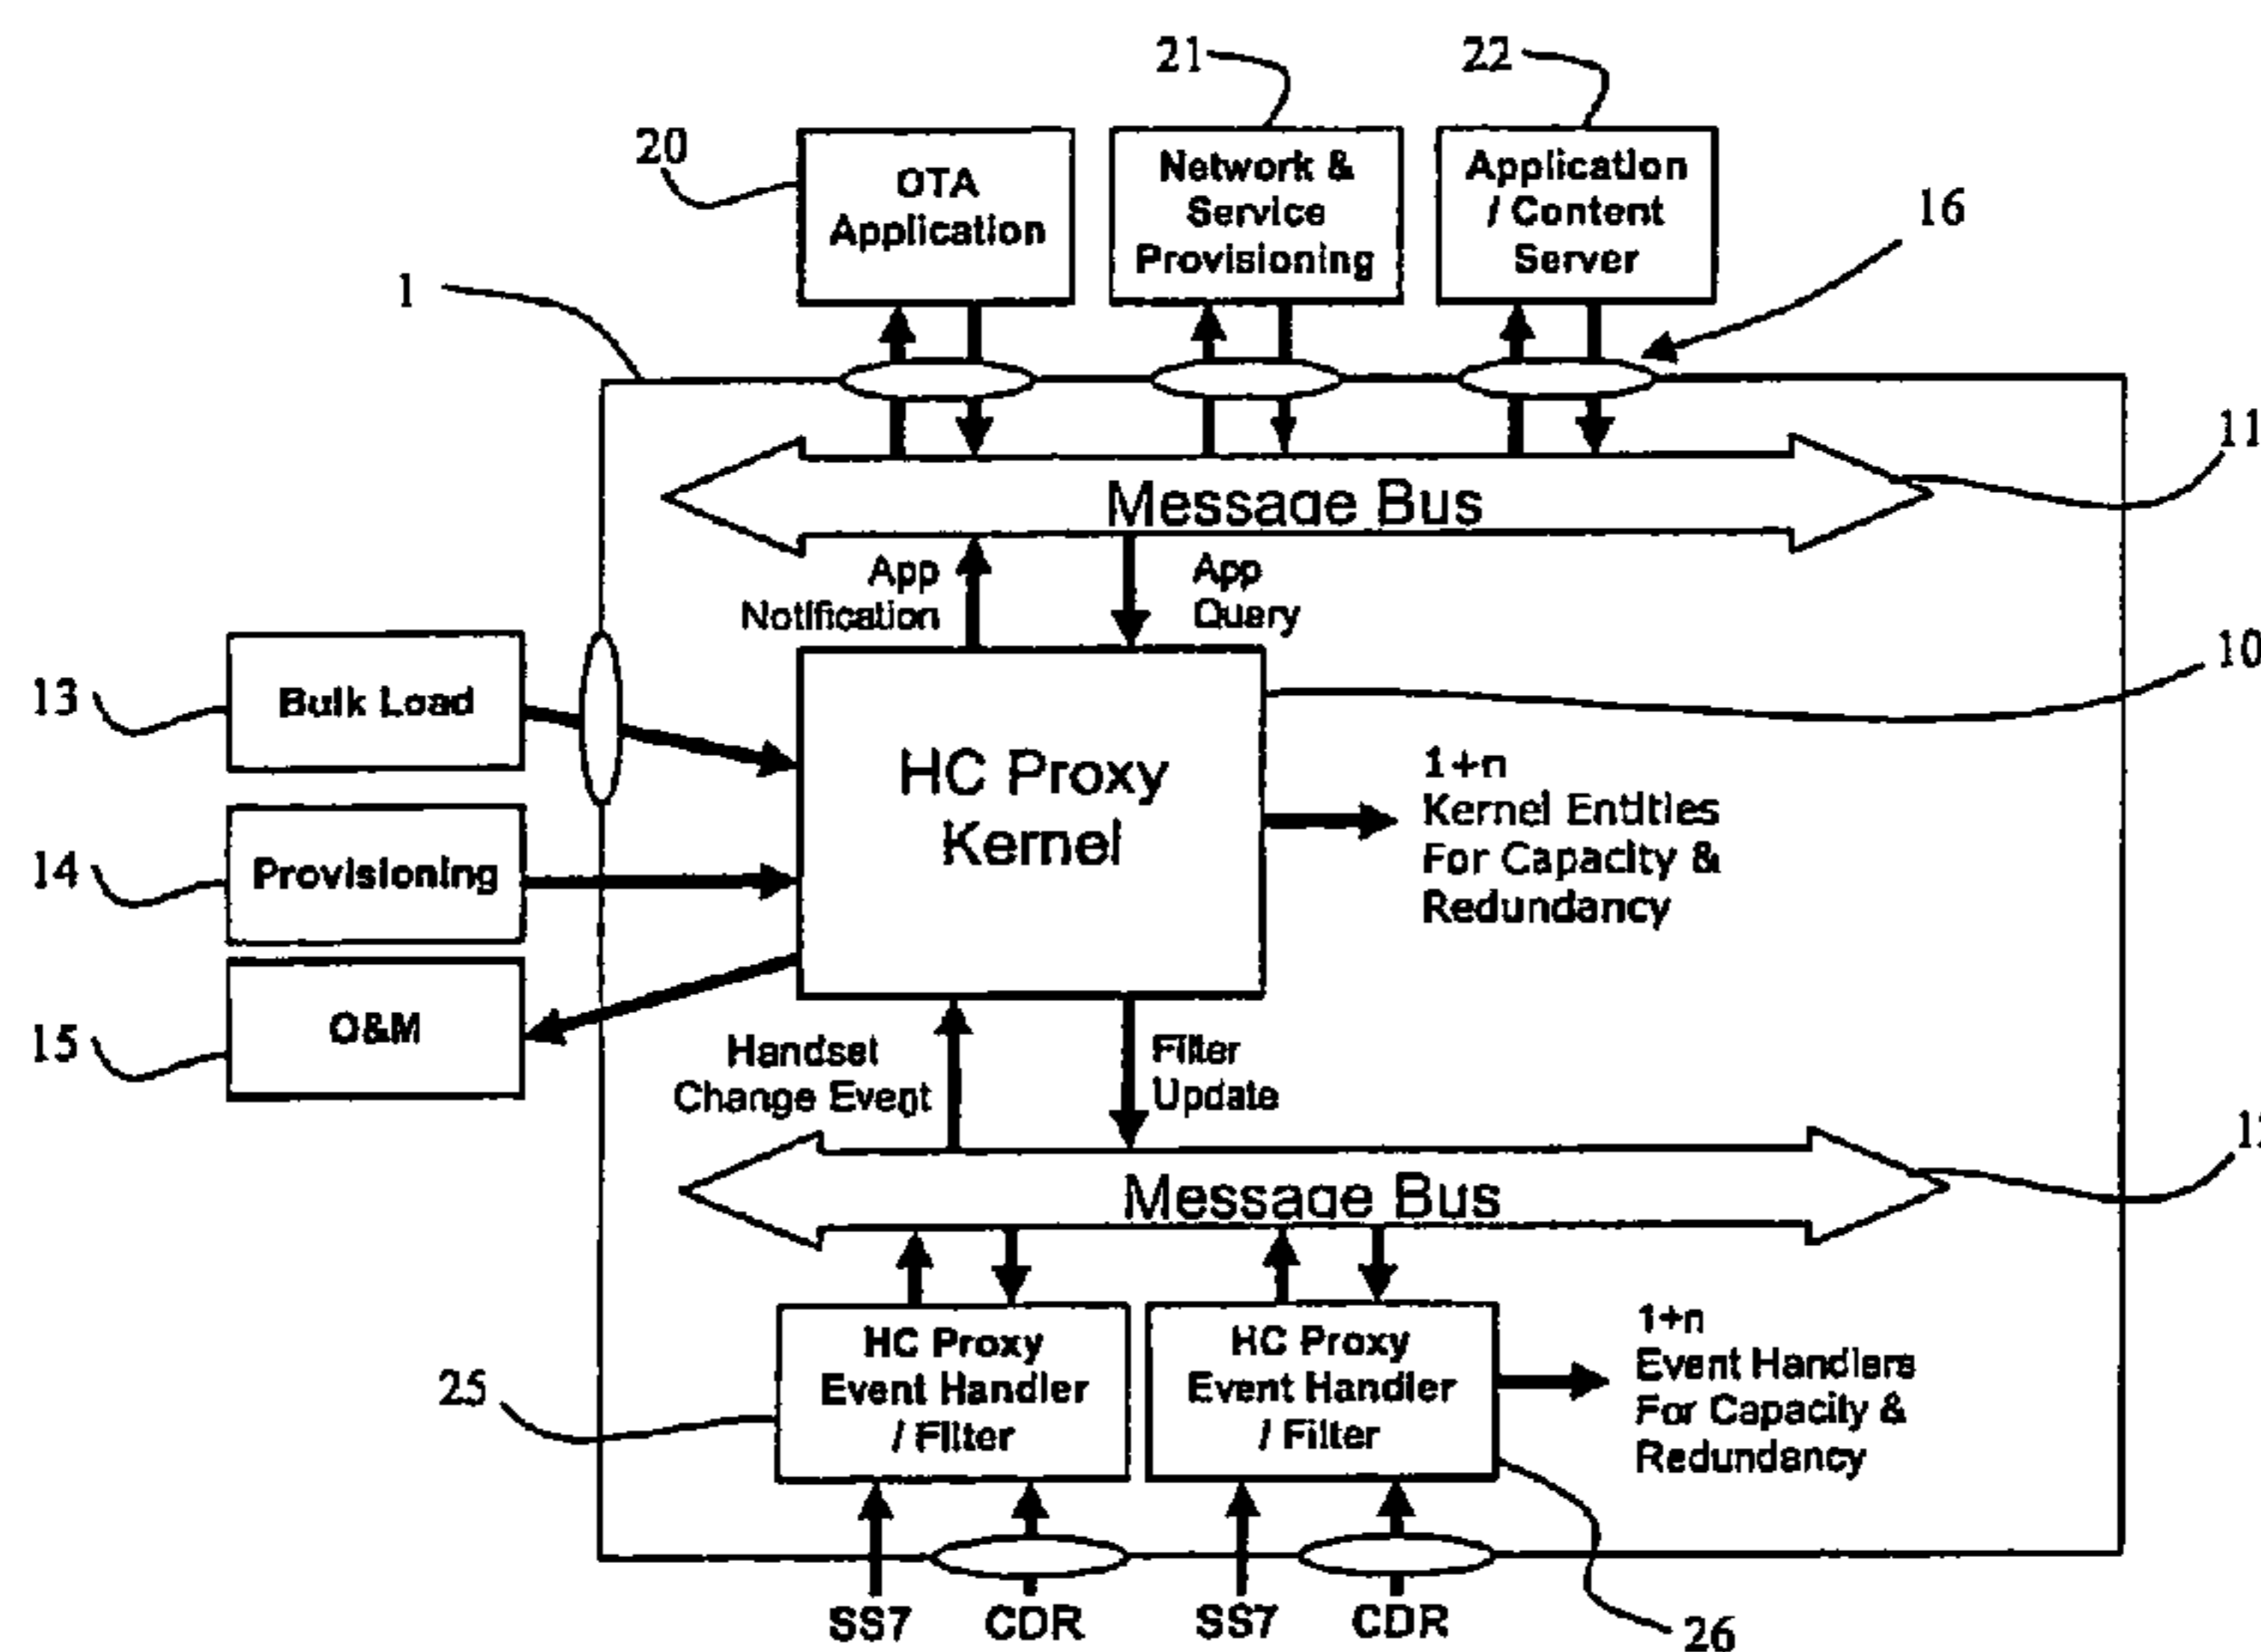 21
22
20
OTA
Application
Network &
Service
Provisioning
Application
/ Content
Server
16
1
11
Message Bus
App
Notification
App
Query
10
13
Bulk Load
HC Proxy
Kernel
1+n
Kernel Entities
For Capacity &
Redundancy
14
Provisioning
15
O&M
Handset
Change Event
Filter
Update
Message Bus
25
HC Proxy
Event Handler
/ Filter
HC Proxy
Event Handler
/ Filter
1+n
Event Handlers
For Capacity &
Redundancy
SS7
CDR
SS7
CDR
26